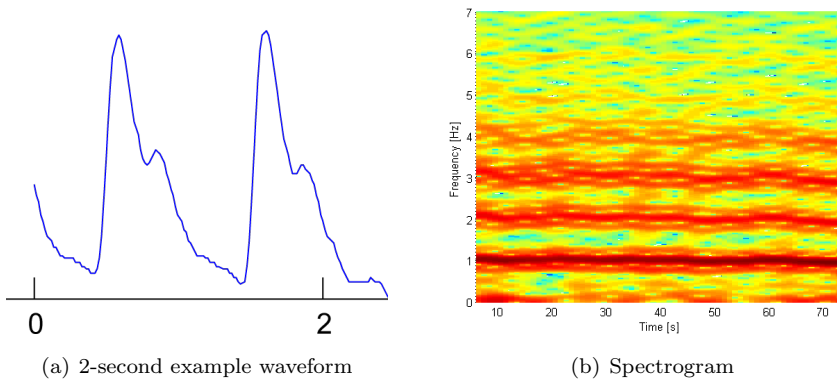 0 2
(a) 2-second example waveform
7
6
5
4
3
2
1
0
Frequency [Hz]
10 20 30 40 50 60 70
Time [s]
(b) Spectrogram